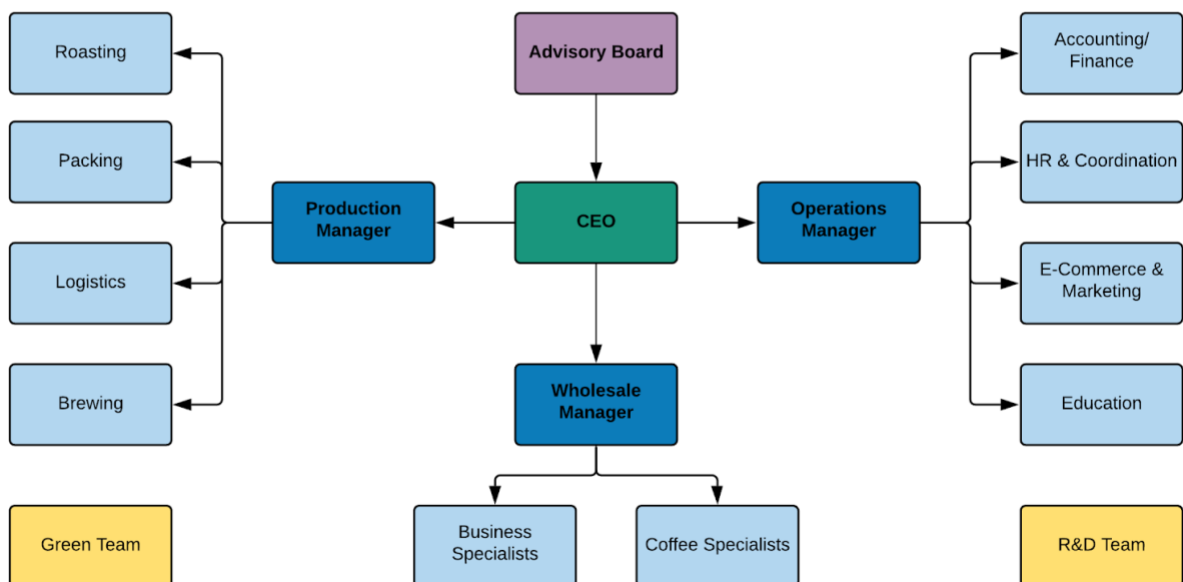 Roasting
Advisory Board
Accounting/
Finance
Packing
HR & Coordination
Production
Manager
CEO
Operations
Manager
Logistics
E-Commerce &
Marketing
Brewing
Wholesale
Manager
Education
Green Team
Business
Specialists
Coffee Specialists
R&D Team